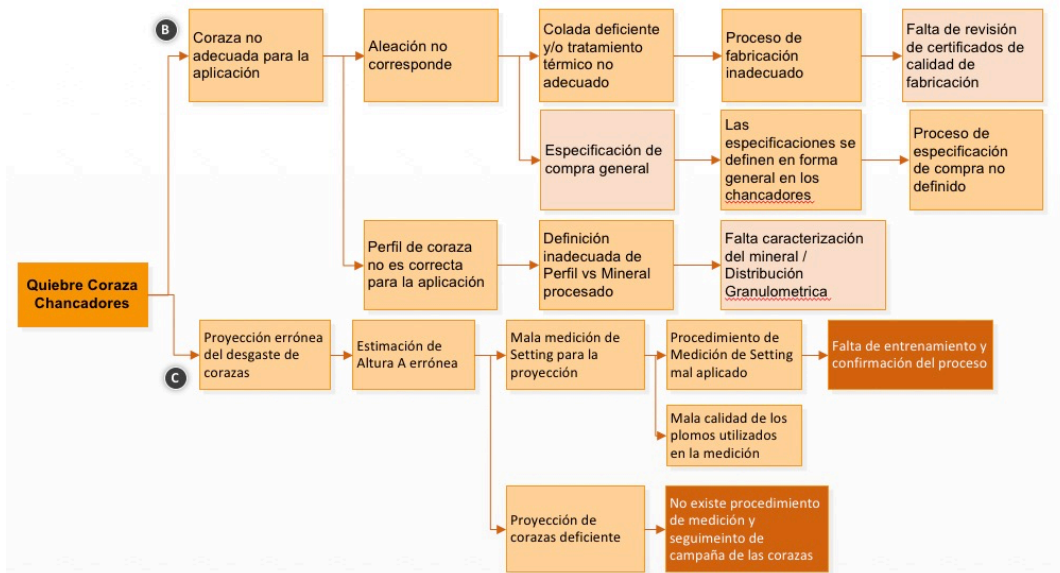 B
Coraza no
adecuada para la
aplicación
Aleación no
corresponde
Colada deficiente
y/o tratamiento
térmico no
adecuado
Proceso de
fabricación
inadecuado
Falta de revisión
de certificados de
calidad de
fabricación
Especificación de
compra general
Las
especificaciones se
definen en forma
general en los
chancadores
Proceso de
especificación
de compra no
definido
Perfil de coraza
no es correcta
para la aplicación
Definición
inadecuada de
Perfil vs Mineral
procesado
Falta caracterización
del mineral /
Distribución
Granulometrica
Quiebre Coraza
Chancadores
C
Proyección errónea
del desgaste de
corazas
Estimación de
Altura A errónea
Mala medición de
Setting para la
proyección
Procedimiento de
Medición de Setting
mal aplicado
Falta de entrenamiento y
confirmación del proceso
Mala calidad de los
plomos utilizados
en la medición
Proyección de
corazas deficiente
No existe procedimiento
de medición y
seguimeinto de
campaña de las corazas